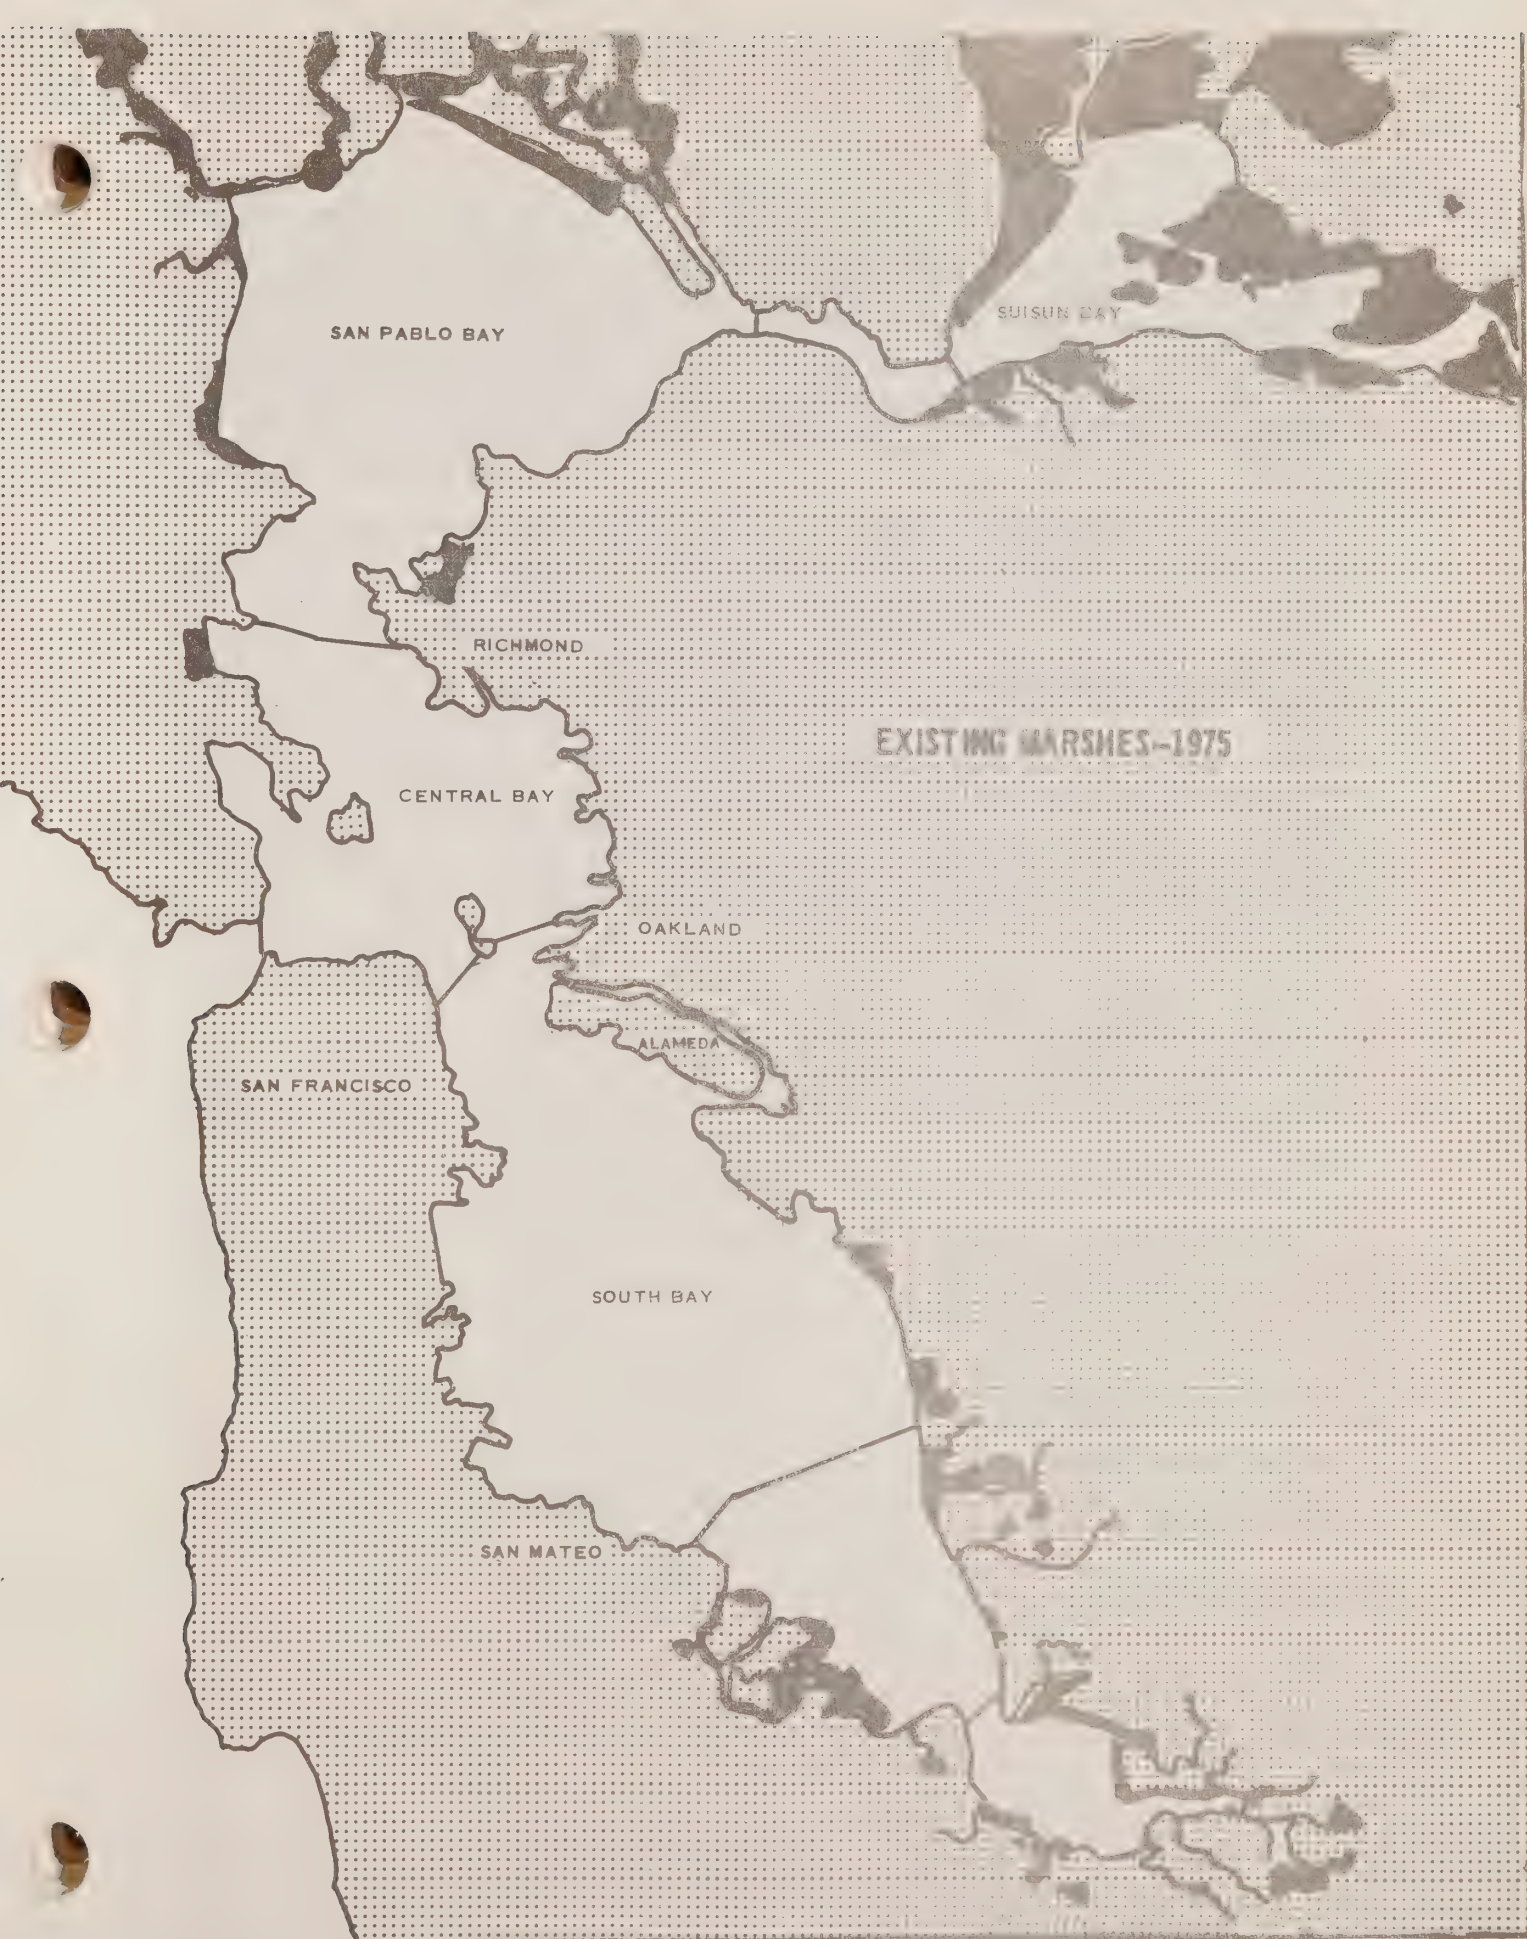 SUISUN BAY
SAN PABLO BAY
RICHMOND
EXISTING MARSHES-1975
CENTRAL BAY
OAKLAND
ALAMEDA
SAN FRANCISCO
SOUTH BAY
SAN MATEO